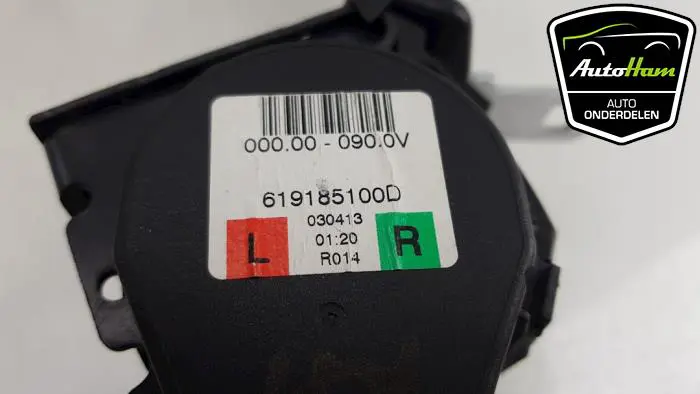 AutoHam
AUTO
ONDERDELEN
000.00 - 090.0V
619185100D
030413
L
01:20
R
R014